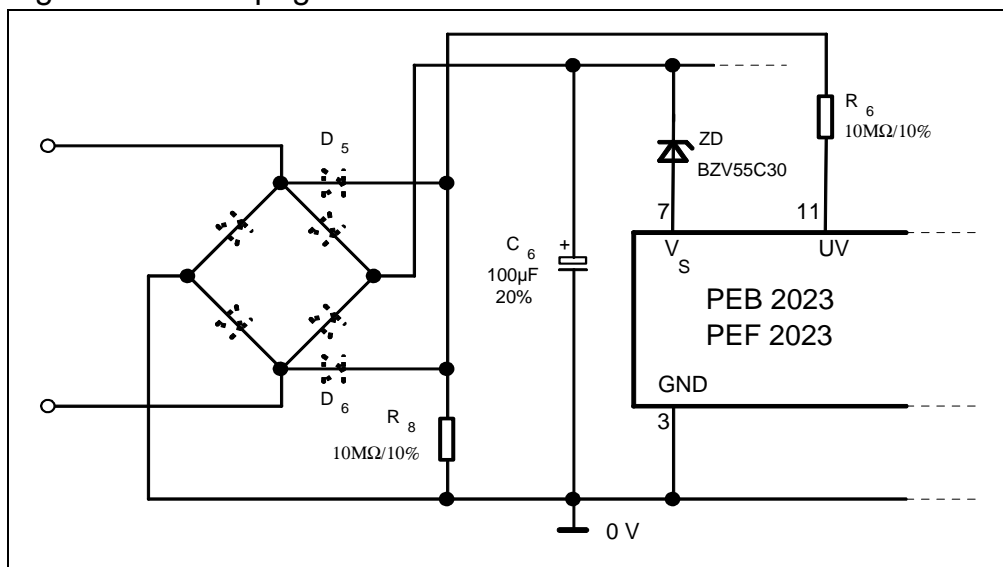 D 5
D 6
R 8
10MΩ/10%
C 6
+
100µF
20%
ZD
BZV55C30
R 6
10MΩ/10%
7
11
V S
UV
PEB 2023
PEF 2023
GND
3
0 V